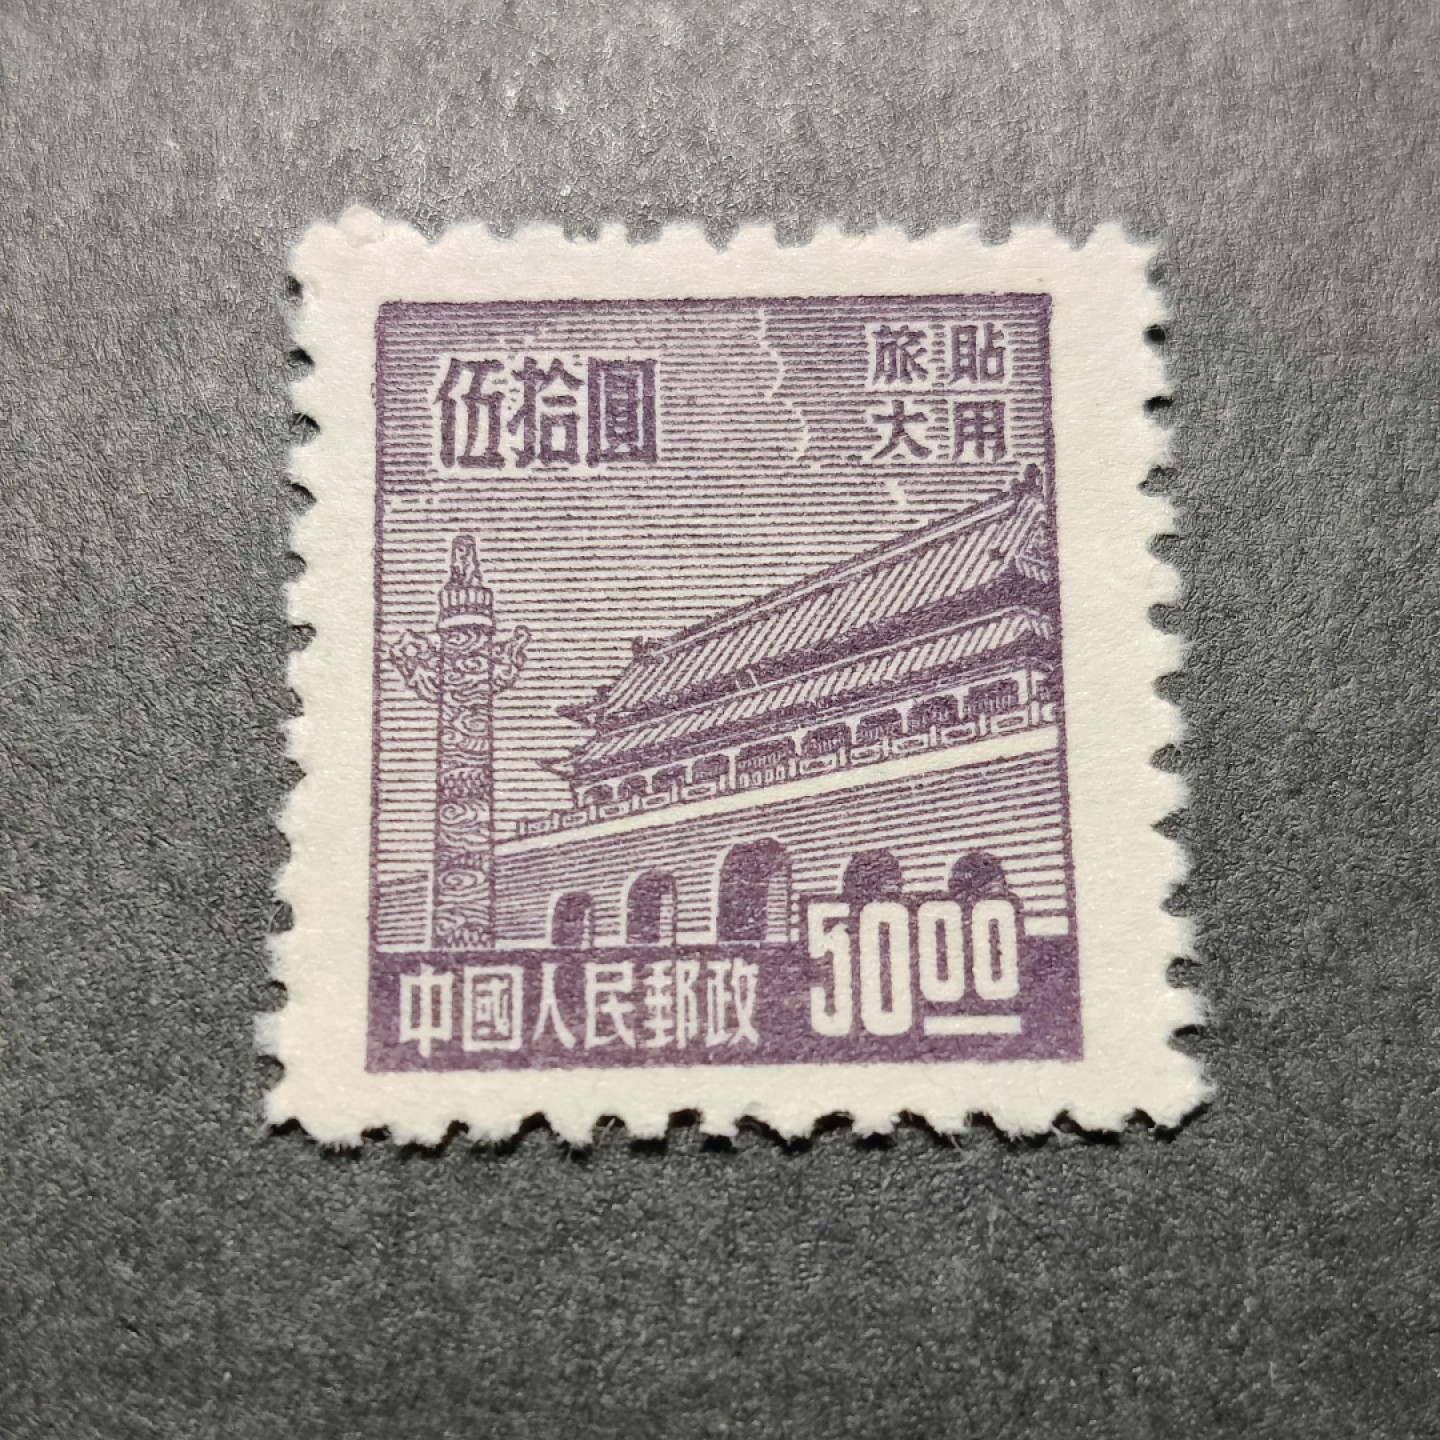 伍拾圓
旅大
貼用
中國人民郵政
5000